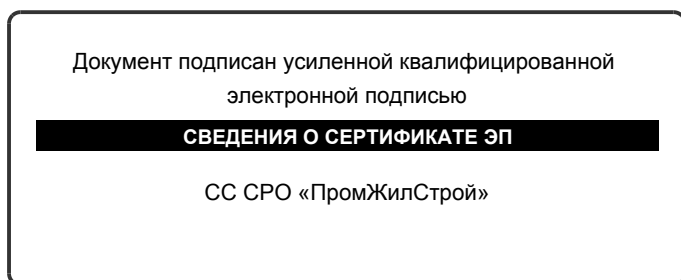 Документ подписан усиленной квалифицированной
электронной подписью
СВЕДЕНИЯ О СЕРТИФИКАТЕ ЭП
СС СРО «ПромЖилСтрой»